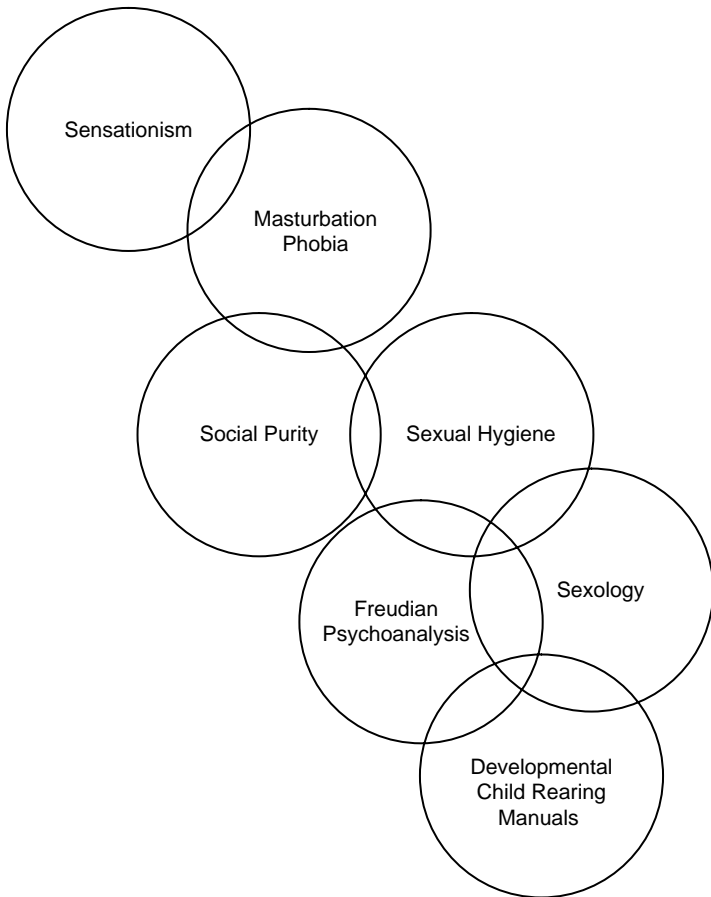 Sensationism
Masturbation
Phobia
Social Purity
Sexual Hygiene
Sexology
Freudian
Psychoanalysis
Developmental
Child Rearing
Manuals